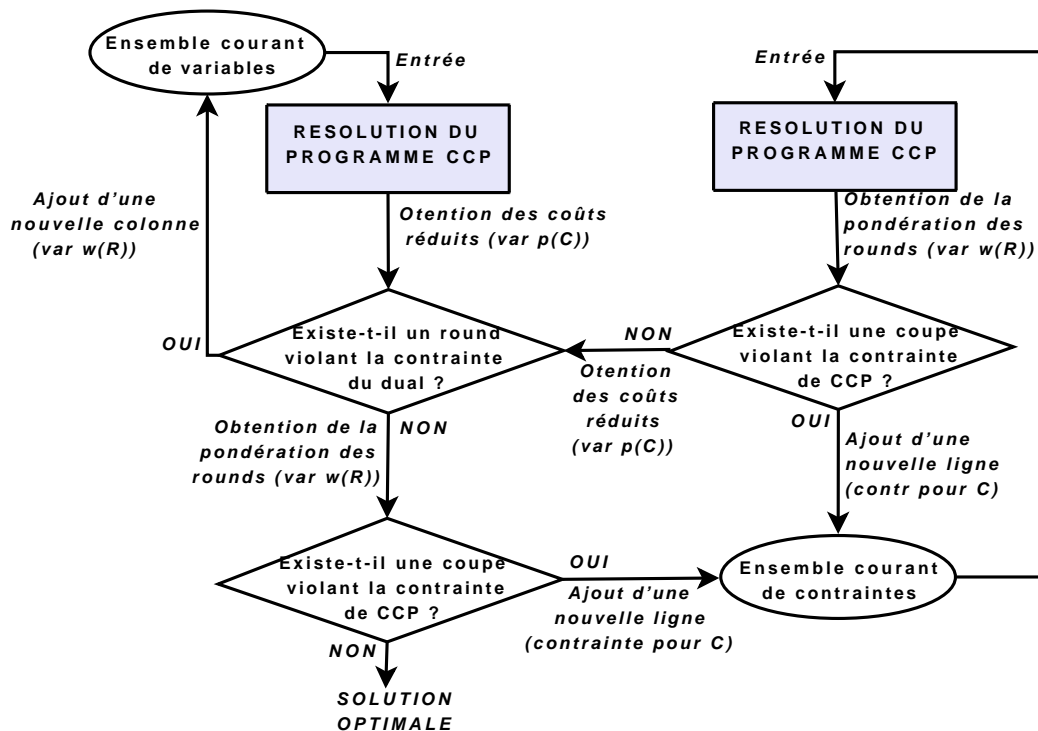 Ensemble courant
de variables
Entrée
RESOLUTION DU
PROGRAMME CCP
Ajout d'une
nouvelle colonne
(var w(R))
Otention des coûts
réduits (var p(C))
OUI
Existe-t-il un round
violant la contrainte
du dual ?
Obtention de la
pondération des
rounds (var w(R))
NON
Existe-t-il une coupe
violant la contrainte
de CCP ?
NON
SOLUTION
OPTIMALE
OUI
Ajout d'une
nouvelle ligne
(contrainte pour C)
Entrée
RESOLUTION DU
PROGRAMME CCP
Obtention de la
pondération des
rounds (var w(R))
NON
Otention
des coûts
réduits
(var p(C))
Existe-t-il une coupe
violant la contrainte
de CCP ?
OUI
Ajout d'une
nouvelle ligne
(contr pour C)
Ensemble courant
de contraintes